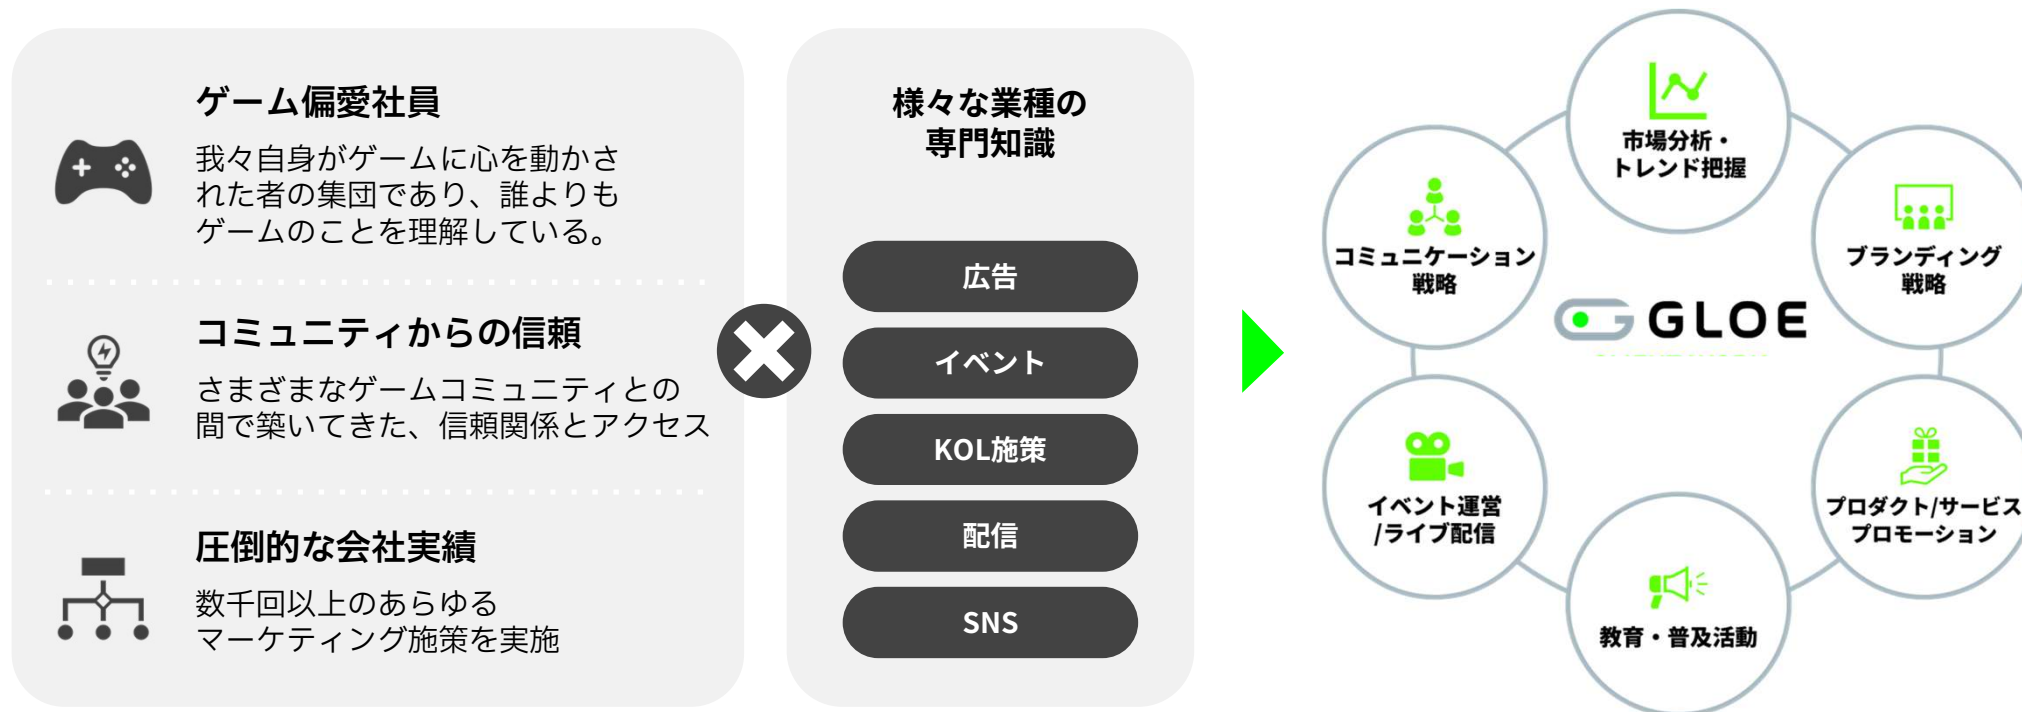 ゲーム偏愛社員
我々自身がゲームに心を動かさ
れた者の集団であり、誰よりも
ゲームのことを理解している。
コミュニティからの信頼
さまざまなゲームコミュニティとの
間で築いてきた、信頼関係とアクセス
圧倒的な会社実績
数千回以上のあらゆる
マーケティング施策を実施
様々な業種の
専門知識
広告
イベント
KOL施策
配信
SNS
市場分析・
トレンド把握
コミュニケーション
戦略
ブランディング
戦略
GLOE
イベント運営
/ライブ配信
プロダクト/サービス
プロモーション
教育・普及活動